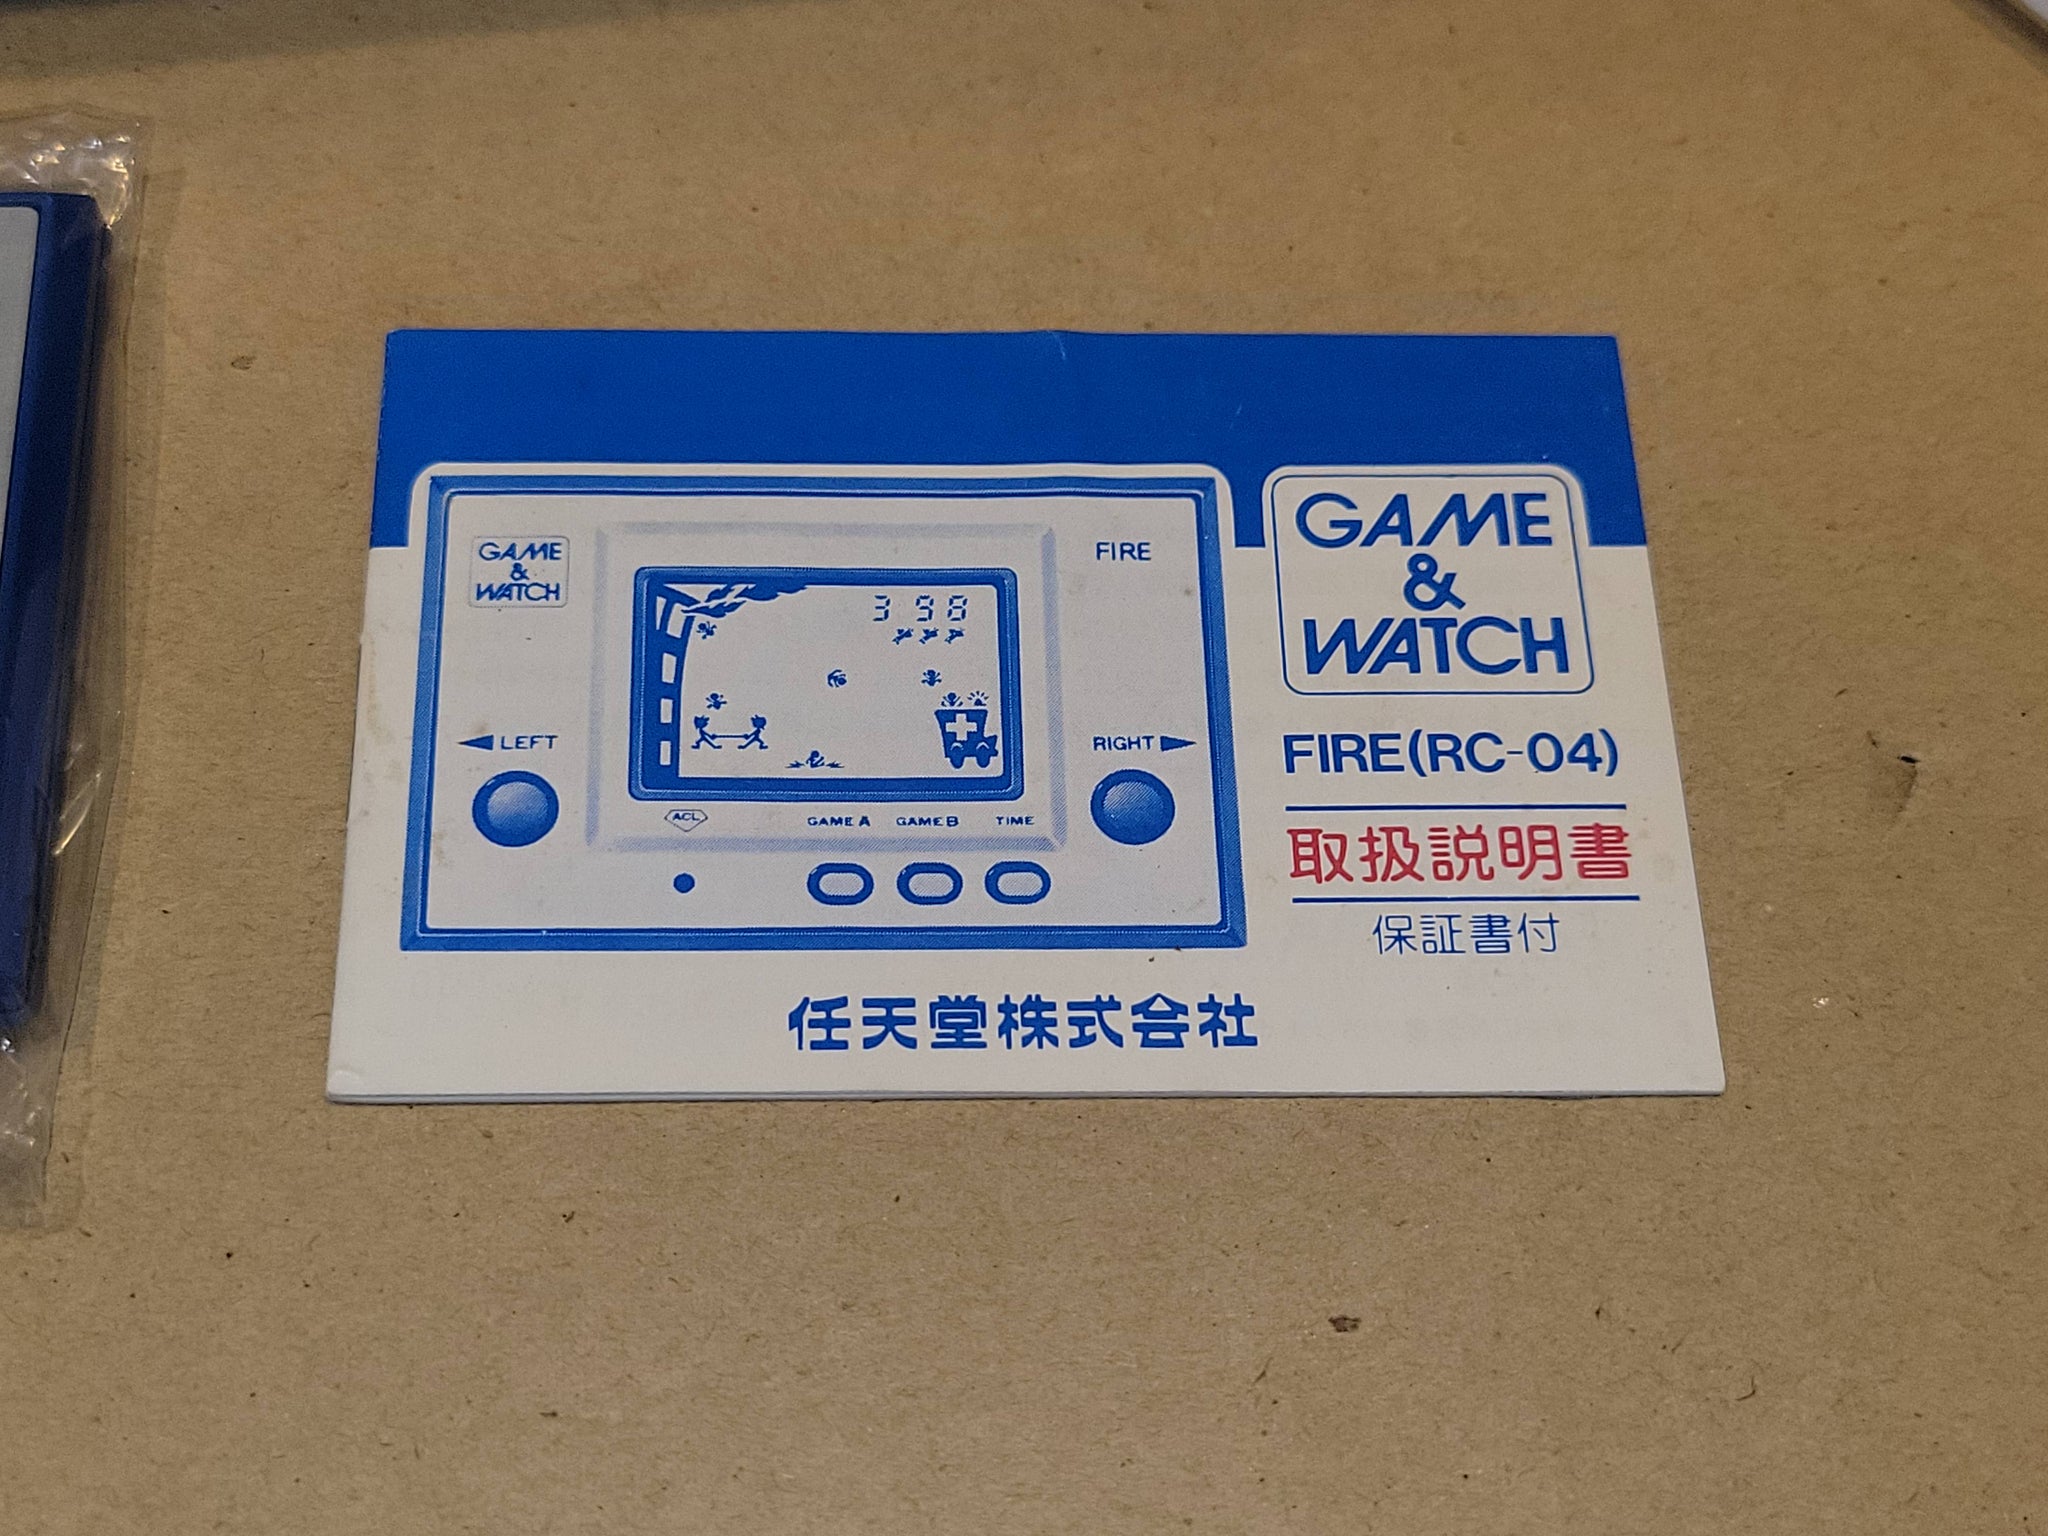 GAME
&
WATCH
FIRE
3 98
LEFT
RIGHT
ACL
GAME A
GAME B
TIME
GAME
&
WATCH
FIRE(RC-04)
取扱説明書
保証書付
任天堂株式会社